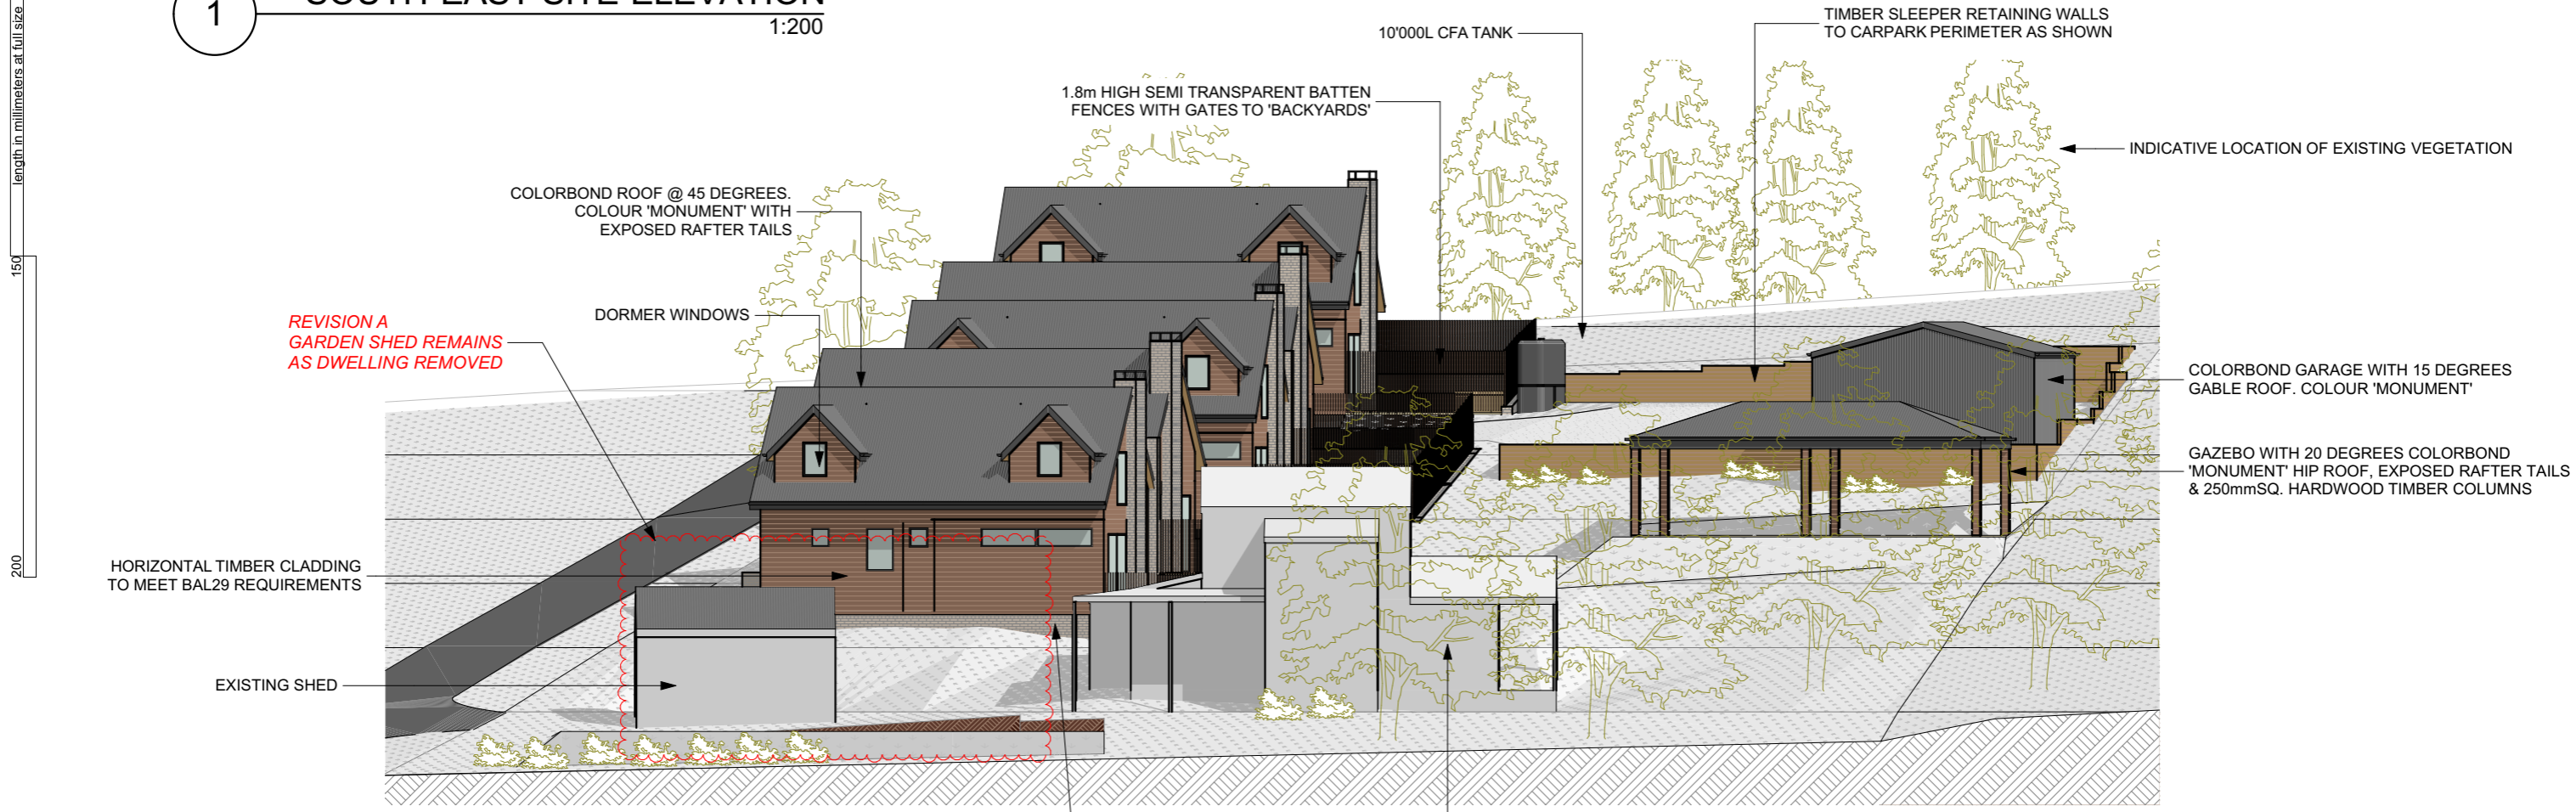 length in millimeters at full size
150
200
1
SOUTH EAST SITE ELEVATION
1:200
10'000L CFA TANK
TIMBER SLEEPER RETAINING WALLS
TO CARPARK PERIMETER AS SHOWN
1.8m HIGH SEMI TRANSPARENT BATTEN
FENCES WITH GATES TO 'BACKYARDS'
INDICATIVE LOCATION OF EXISTING VEGETATION
COLORBOND ROOF @ 45 DEGREES.
COLOUR 'MONUMENT' WITH
EXPOSED RAFTER TAILS
DORMER WINDOWS
REVISION A
GARDEN SHED REMAINS
AS DWELLING REMOVED
COLORBOND GARAGE WITH 15 DEGREES
GABLE ROOF. COLOUR 'MONUMENT'
GAZEBO WITH 20 DEGREES COLORBOND
'MONUMENT' HIP ROOF, EXPOSED RAFTER TAILS
& 250mmSQ. HARDWOOD TIMBER COLUMNS
HORIZONTAL TIMBER CLADDING
TO MEET BAL29 REQUIREMENTS
EXISTING SHED